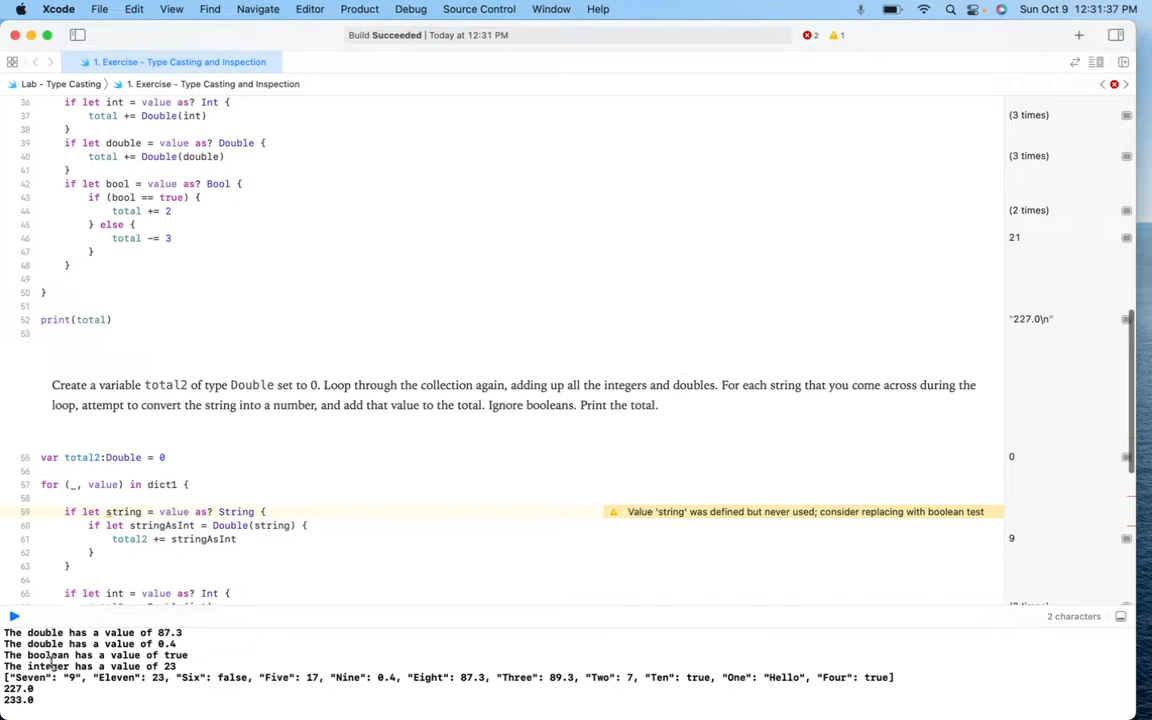 Xcode File Edit View Find Navigate Editor Product Debug Source Control Window Help Sun Oct 9 12:31:37 PM
Build Succeeded | Today at 12:31 PM 2 1
1. Exercise - Type Casting and Inspection
Lab - Type Casting 1. Exercise - Type Casting and Inspection
36 if let int = value as? Int {
37 total += Double(int) (3 times)
38 }
39 if let double = value as? Double {
40 total += Double(double) (3 times)
41 }
42 if let bool = value as? Bool {
43 if (bool == true) {
44 total += 2 (2 times)
45 } else {
46 total -= 3 21
47 }
48 }
49
50 }
51
52 print(total) "227.0\n"
53
Create a variable total2 of type Double set to 0. Loop through the collection again, adding up all the integers and doubles. For each string that you come across during the
loop, attempt to convert the string into a number, and add that value to the total. Ignore booleans. Print the total.
55 var total2:Double = 0 0
56
57 for (_, value) in dict1 {
58
59 if let string = value as? String { Value 'string' was defined but never used; consider replacing with boolean test
60 if let stringAsInt = Double(string) {
61 total2 += stringAsInt 9
62 }
63 }
64
65 if let int = value as? Int {
2 characters
The double has a value of 87.3
The double has a value of 0.4
The boolean has a value of true
The integer has a value of 23
["Seven": "9", "Eleven": 23, "Six": false, "Five": 17, "Nine": 0.4, "Eight": 87.3, "Three": 89.3, "Two": 7, "Ten": true, "One": "Hello", "Four": true]
227.0
233.0